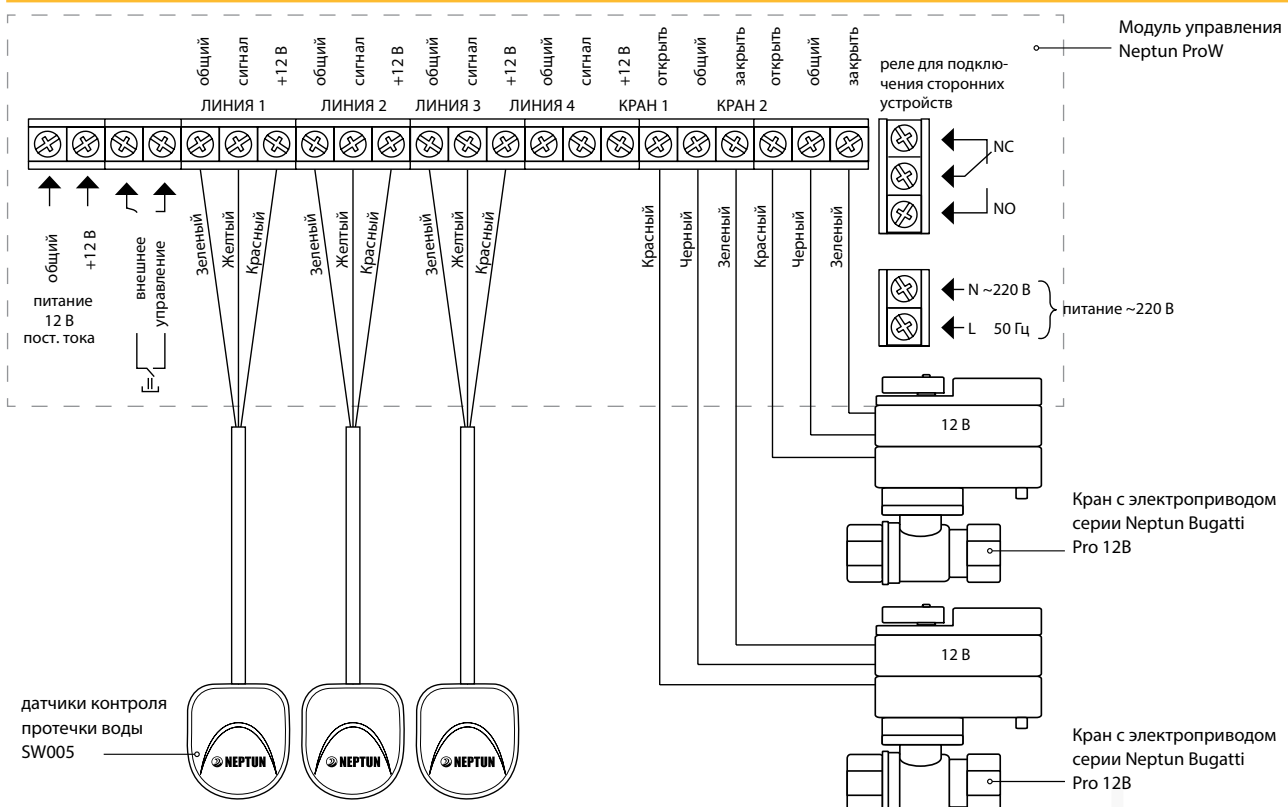 Модуль управления
Neptun ProW
общий
сигнал
+12 В
общий
сигнал
+12 В
общий
сигнал
+12 В
общий
сигнал
+12 В
открыть
общий
закрыть
открыть
общий
закрыть
реле для подклю-
чения сторонних
устройств
ЛИНИЯ 1
ЛИНИЯ 2
ЛИНИЯ 3
ЛИНИЯ 4
КРАН 1
КРАН 2
NC
NO
общий
+12 В
питание
12 В
пост. тока
внешнее
управление
Зеленый
Желтый
Красный
Зеленый
Желтый
Красный
Зеленый
Желтый
Красный
Красный
Черный
Зеленый
Красный
Черный
Зеленый
N ~220 В
L 50 Гц
питание ~220 В
12 В
Кран с электроприводом
серии Neptun Bugatti
Pro 12В
12 В
датчики контроля
протечки воды
SW005
NEPTUN
NEPTUN
NEPTUN
Кран с электроприводом
серии Neptun Bugatti
Pro 12В